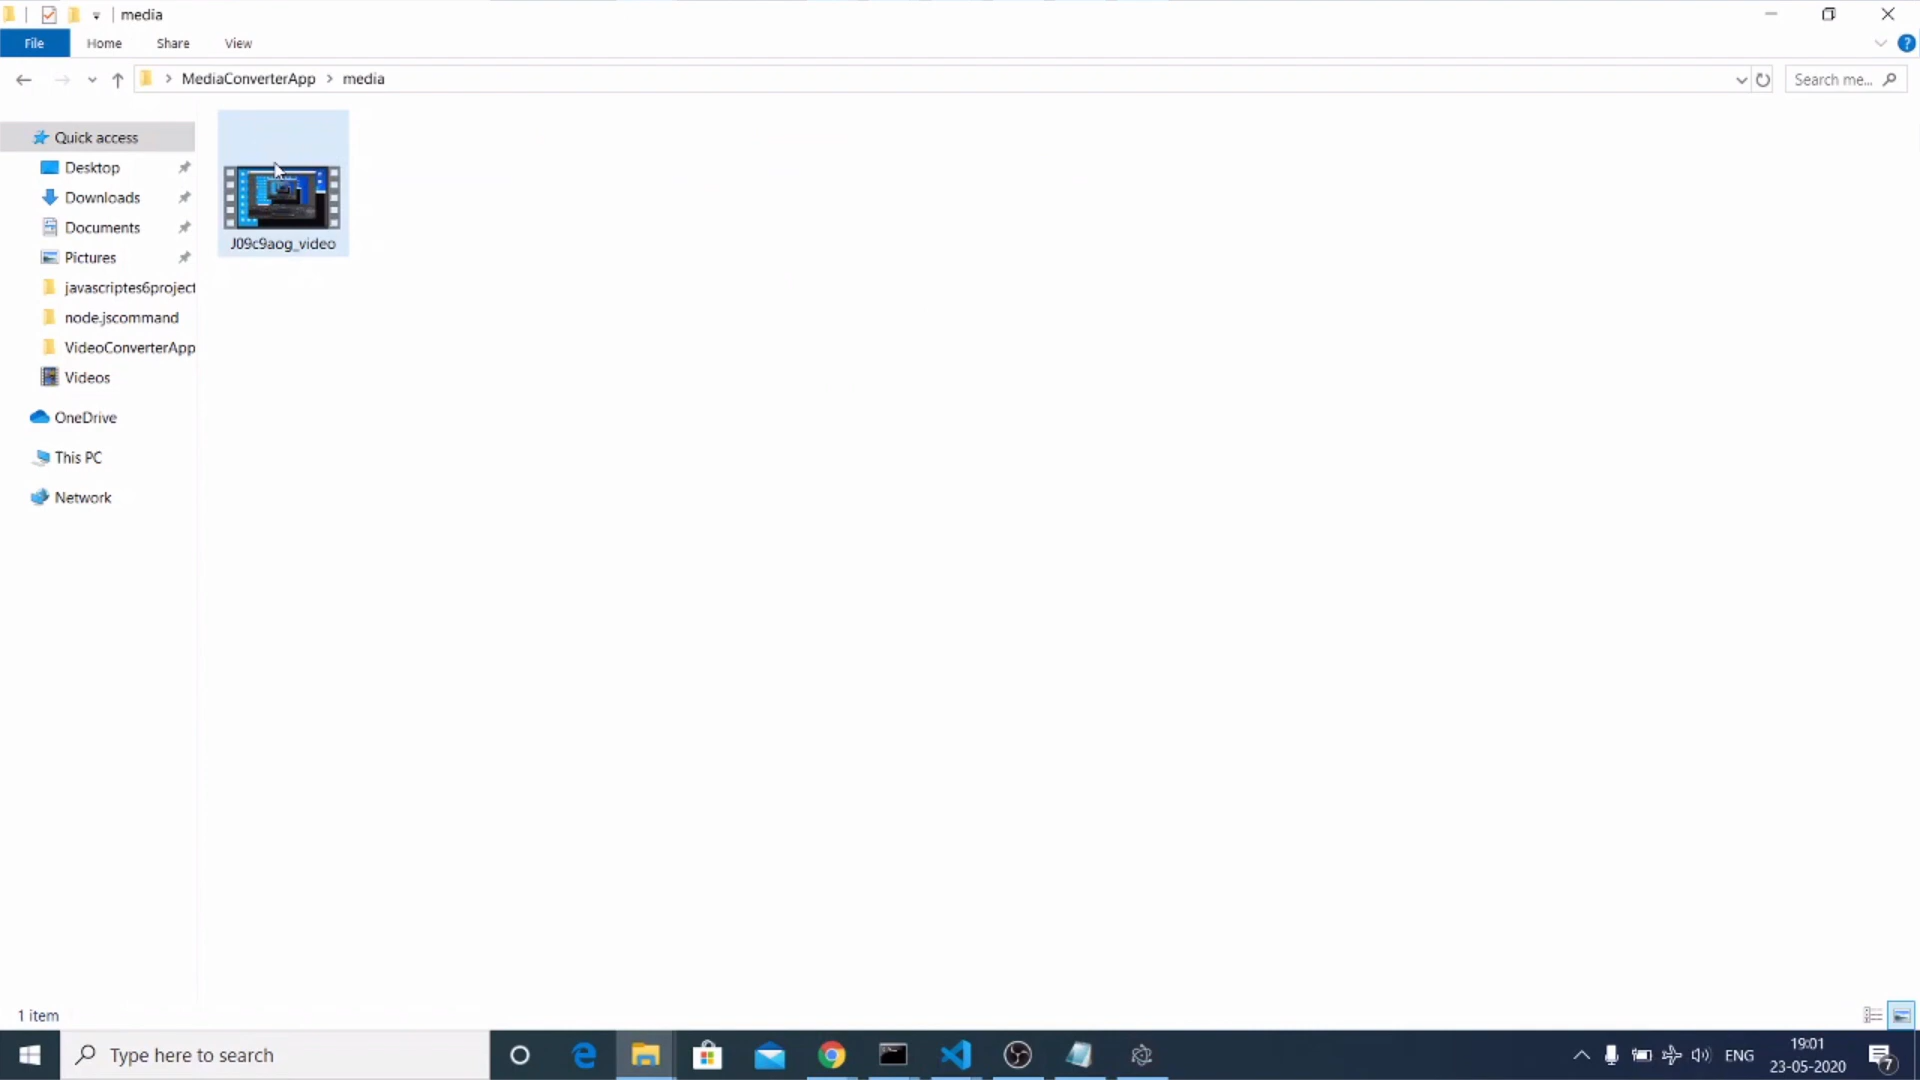 media
File Home Share View
MediaConverterApp media
Search me...
Quick access
Desktop
Downloads
Documents
Pictures
javascriptes6project
node.jscommand
VideoConverterApp
Videos
OneDrive
This PC
Network
J09c9aog_video
1 item
Type here to search
ENG
19:01
23-05-2020
7